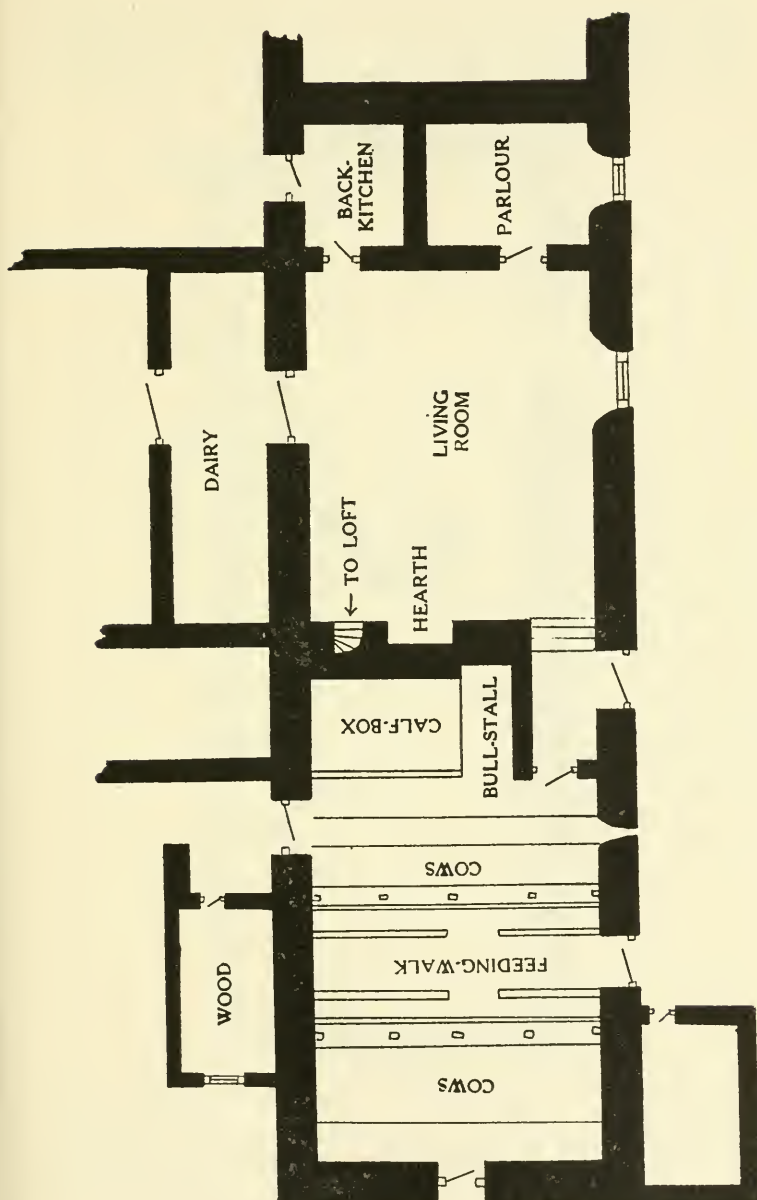 BACK-
KITCHEN
PARLOUR
DAIRY
LIVING
ROOM
← TO LOFT
HEARTH
CALF-BOX
BULL-STALL
COWS
FEEDING-WALK
WOOD
COWS